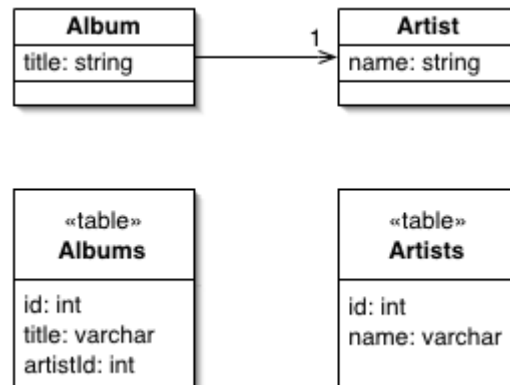 Album
title: string
1
Artist
name: string
«table»
Albums
id: int
title: varchar
artistId: int
«table»
Artists
id: int
name: varchar